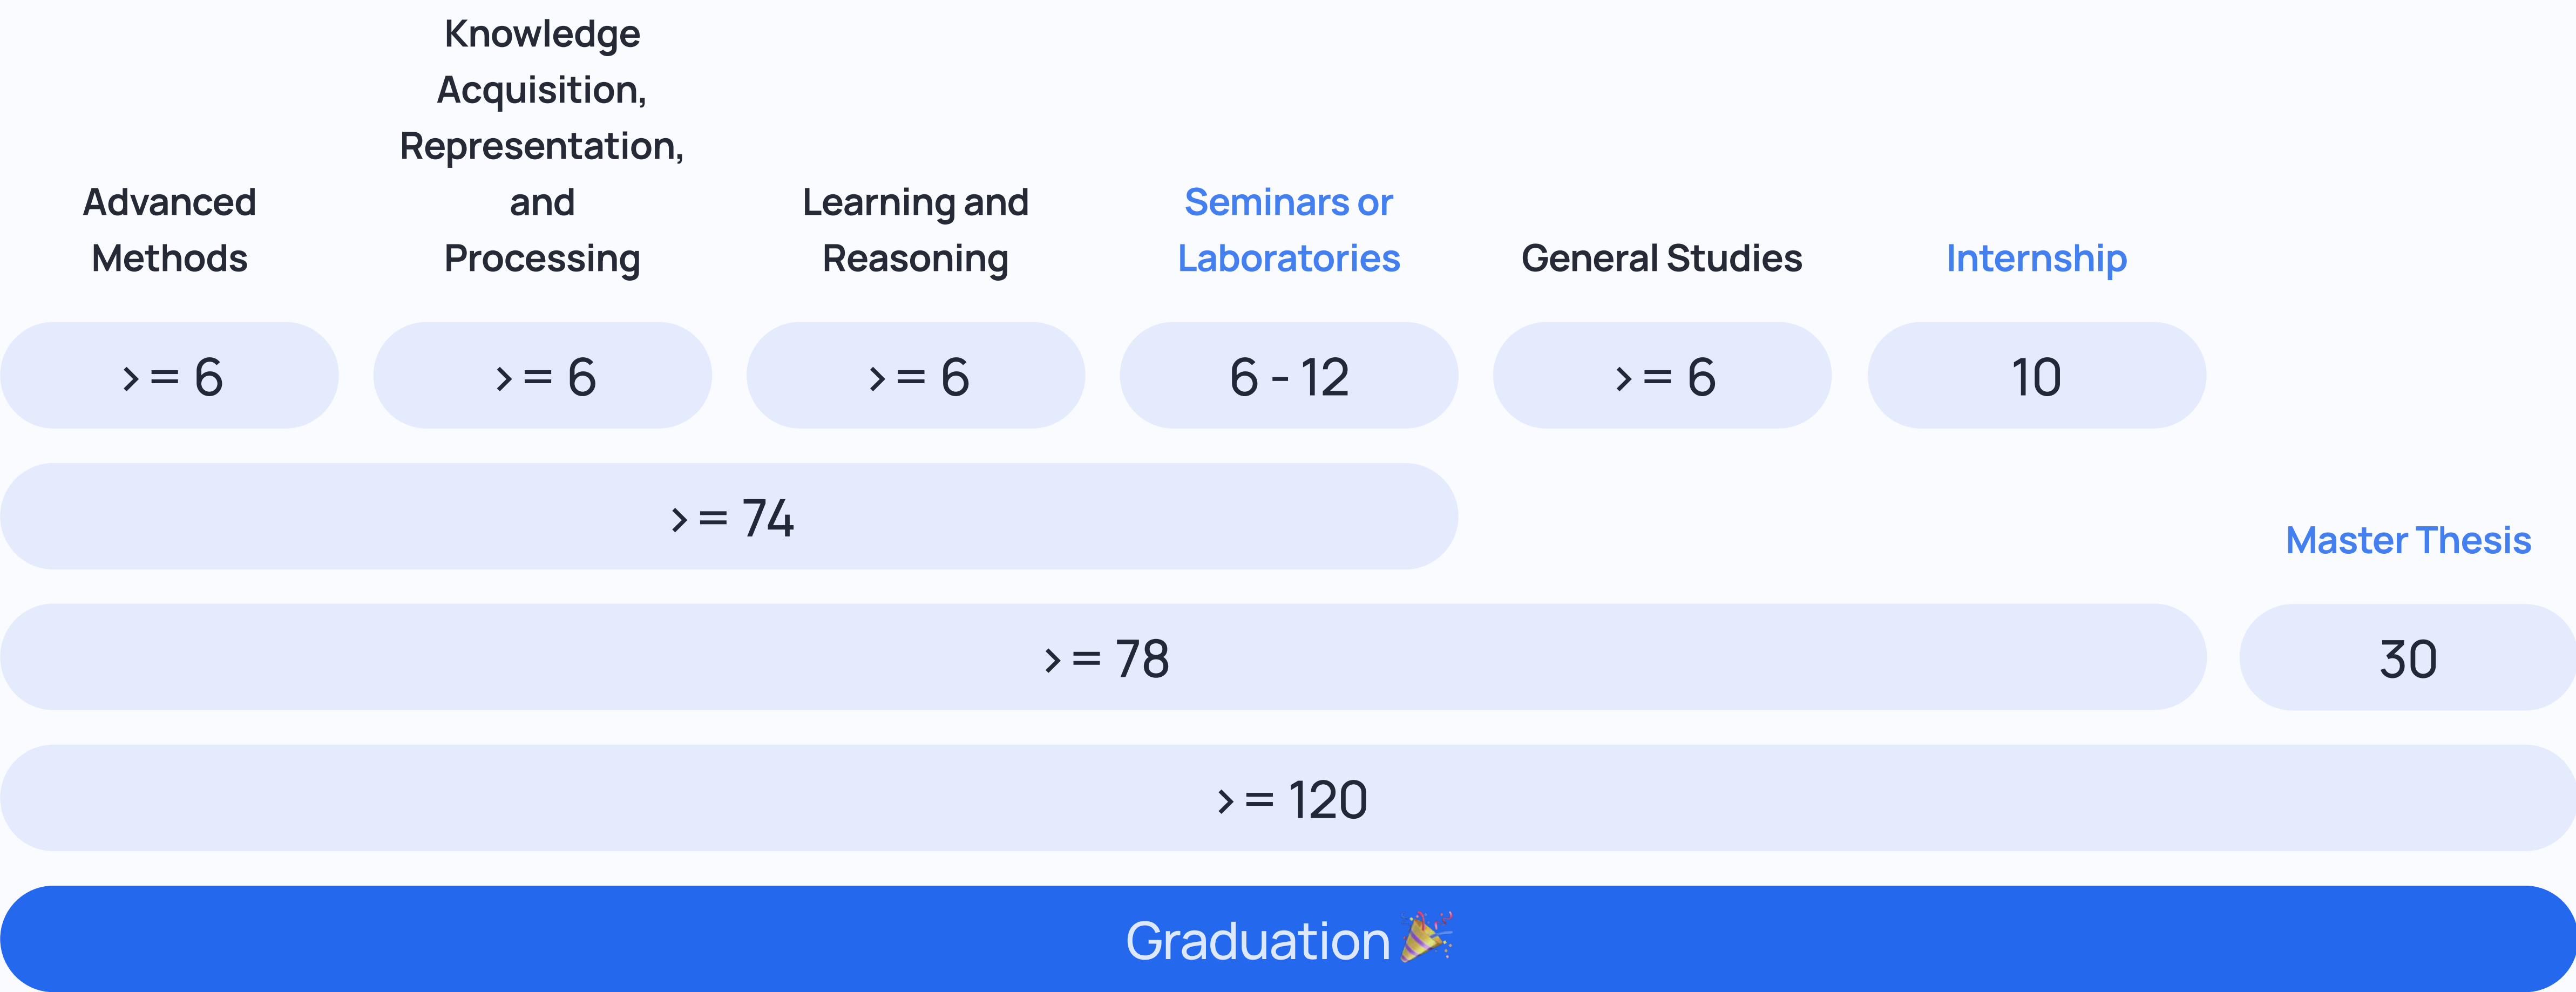 Knowledge
Acquisition,
Representation,
and
Processing
Advanced
Methods
Learning and
Reasoning
Seminars or
Laboratories
General Studies
Internship
>= 6
>= 6
>= 6
6 - 12
>= 6
10
>= 74
Master Thesis
>= 78
30
>= 120
Graduation 🎉